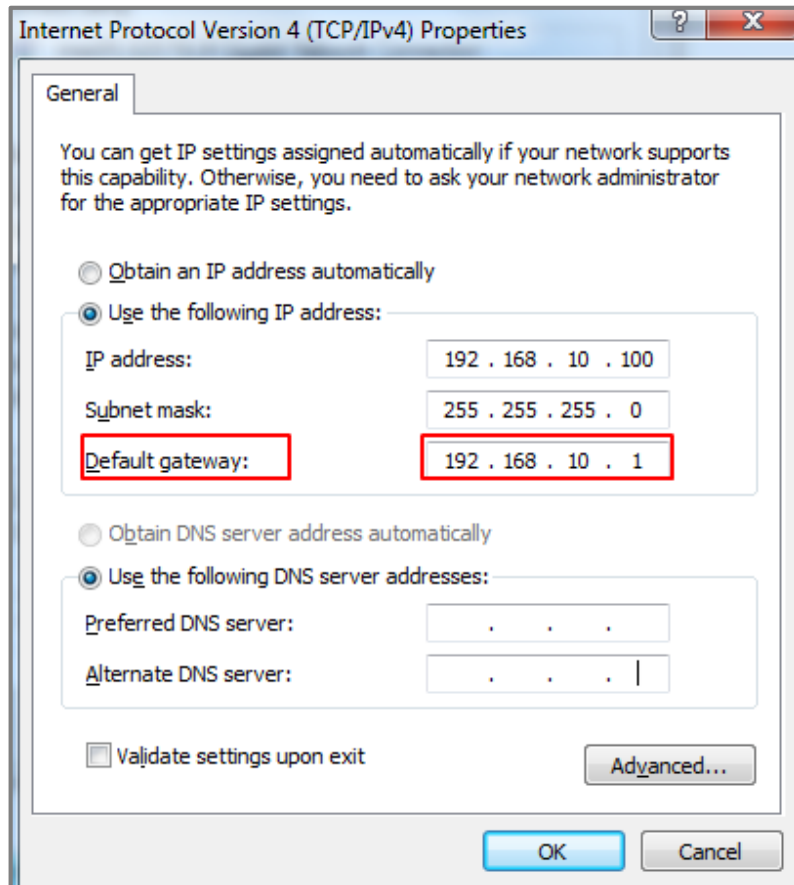 Internet Protocol Version 4 (TCP/IPv4) Properties
?
X
General
You can get IP settings assigned automatically if your network supports
this capability. Otherwise, you need to ask your network administrator
for the appropriate IP settings.
Obtain an IP address automatically
Use the following IP address:
IP address: 192 . 168 . 10 . 100
Subnet mask: 255 . 255 . 255 . 0
Default gateway: 192 . 168 . 10 . 1
Obtain DNS server address automatically
Use the following DNS server addresses:
Preferred DNS server: . . .
Alternate DNS server: . . .
Validate settings upon exit
Advanced...
OK Cancel